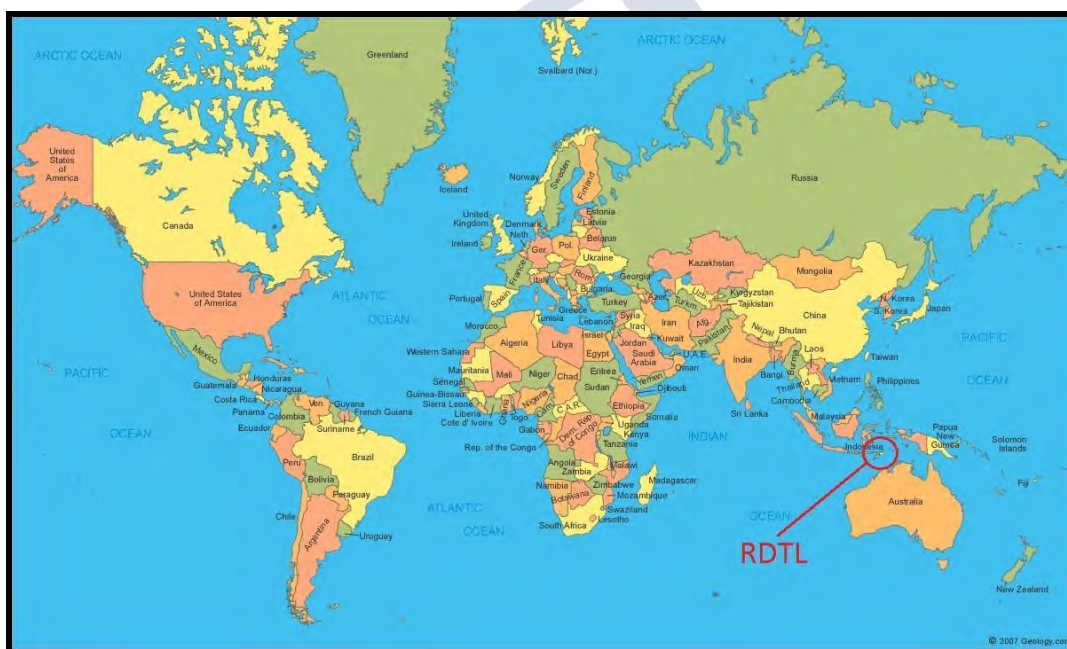 ARCTIC OCEAN
ARCTIC OCEAN
Greenland
Svalbard (Nor.)
United
States
of
America
Canada
Iceland
Norway
Sweden
Finland
Russia
United
Kingdom
Denmark
Neth.
Ireland
Estonia
Latvia
Belarus
Ger.
Pol.
Ukraine
France
Kazakhstan
Mongolia
United States
of America
ATLANTIC
OCEAN
Portugal
Spain
Italy
Rom.
Bulgaria
Greece
Georgia
Turkey
Azer.
Uzb.
Turkm.
Kyrgyzstan
Tajikistan
China
N. Korea
S. Korea
Japan
Tunisia
Lebanon
Syria
Israel
Iraq
Jordan
Iran
Afg.
Pakistan
Kuwait
Nepal
Bhutan
PACIFIC
OCEAN
Morocco
Algeria
Libya
Egypt
Saudi
Arabia
U.A.E.
Oman
India
Bangl.
Burma
Laos
Taiwan
Mexico
Western Sahara
Mauritania
Mali
Niger
Chad
Sudan
Eritrea
Yemen
Djibouti
Thailand
Vietnam
Cambodia
Philippines
PACIFIC
OCEAN
Guatemala
Honduras
Nicaragua
Costa Rica
Panama
Ven.
Guyana
French Guiana
Suriname
Colombia
Ecuador
Senegal
Guinea-Bissau
Sierra Leone
Liberia
Cote d' Ivoire
Ghana
Togo
Nigeria
Cam.
C.A.R.
Ethiopia
Somalia
Uganda
Kenya
Gabon
Rep. of the Congo
Dem. Rep
of Congo
Tanzania
INDIAN
OCEAN
Sri Lanka
Malaysia
Indonesia
Papua
New
Guinea
Solomon
Islands
Peru
Brazil
Bolivia
Paraguay
Chile
Argentina
Uruguay
ATLANTIC
OCEAN
Angola
Zambia
Malawi
Namibia
Botswana
Zimbabwe
Mozambique
Madagascar
Swaziland
Lesotho
South Africa
Australia
Fiji
New Zealand
RDTL
© 2007 Geology.com